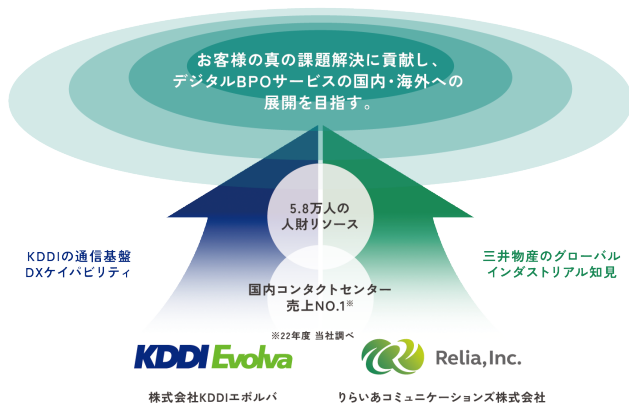 お客様の真の課題解決に貢献し、
デジタルBPOサービスの国内・海外への
展開を目指す。
5.8万人の
人財リソース
KDDIの通信基盤
DXケイパビリティ
三井物産のグローバル
インダストリアル知見
国内コンタクトセンター
売上NO.1※
※22年度 当社調べ
KDDI Evolva
Relia,Inc.
株式会社KDDIエボルバ
りらいあコミュニケーションズ株式会社